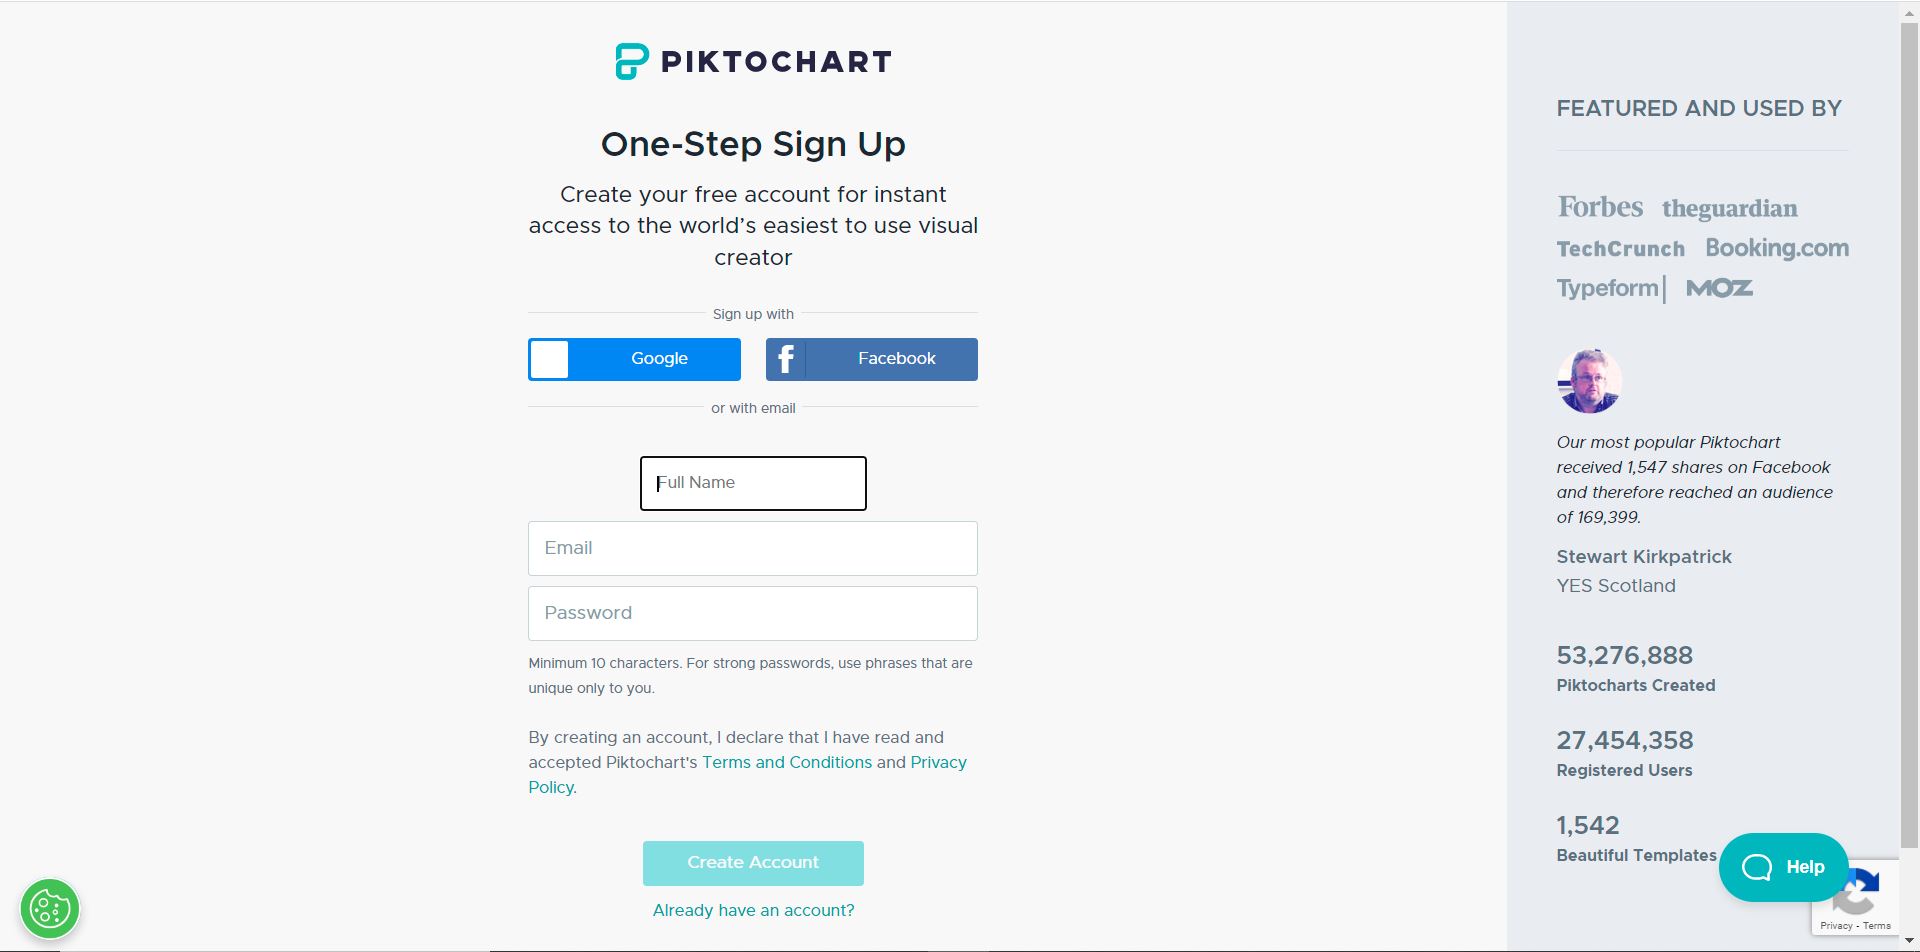 PIKTOCHART
One-Step Sign Up
Create your free account for instant
access to the world’s easiest to use visual
creator
Sign up with
Google
f Facebook
or with email
Full Name
Email
Password
Minimum 10 characters. For strong passwords, use phrases that are
unique only to you.
By creating an account, I declare that I have read and
accepted Piktochart's Terms and Conditions and Privacy
Policy.
Create Account
Already have an account?
FEATURED AND USED BY
Forbes theguardian
TechCrunch Booking.com
Typeform| MOZ
Our most popular Piktochart
received 1,547 shares on Facebook
and therefore reached an audience
of 169,399.
Stewart Kirkpatrick
YES Scotland
53,276,888
Piktocharts Created
27,454,358
Registered Users
1,542
Beautiful Templates
Help
Privacy - Terms